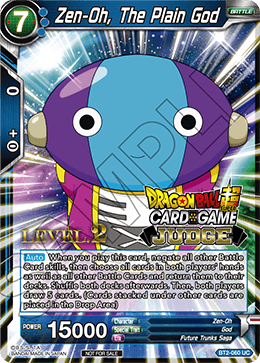 7
Zen-Oh, The Plain God
BATTLE
0 + 0
DRAGON BALL
SUPER
CARD GAME
LEVEL 2 JUDGE
Auto When you play this card, negate all other Battle
Card skills, then choose all cards in both players' hands
as well as all other Battle Cards and return them to their
decks. Shuffle both decks afterwards. Then, both players
draw 5 cards. (Cards stacked under other cards are
placed in the Drop Area)
POWER 15000
Character Zen-Oh
Special Trait God
Era Future Trunks Saga
BANDAI MADE IN JAPAN
NOT FOR SALE
BT2-060 UC